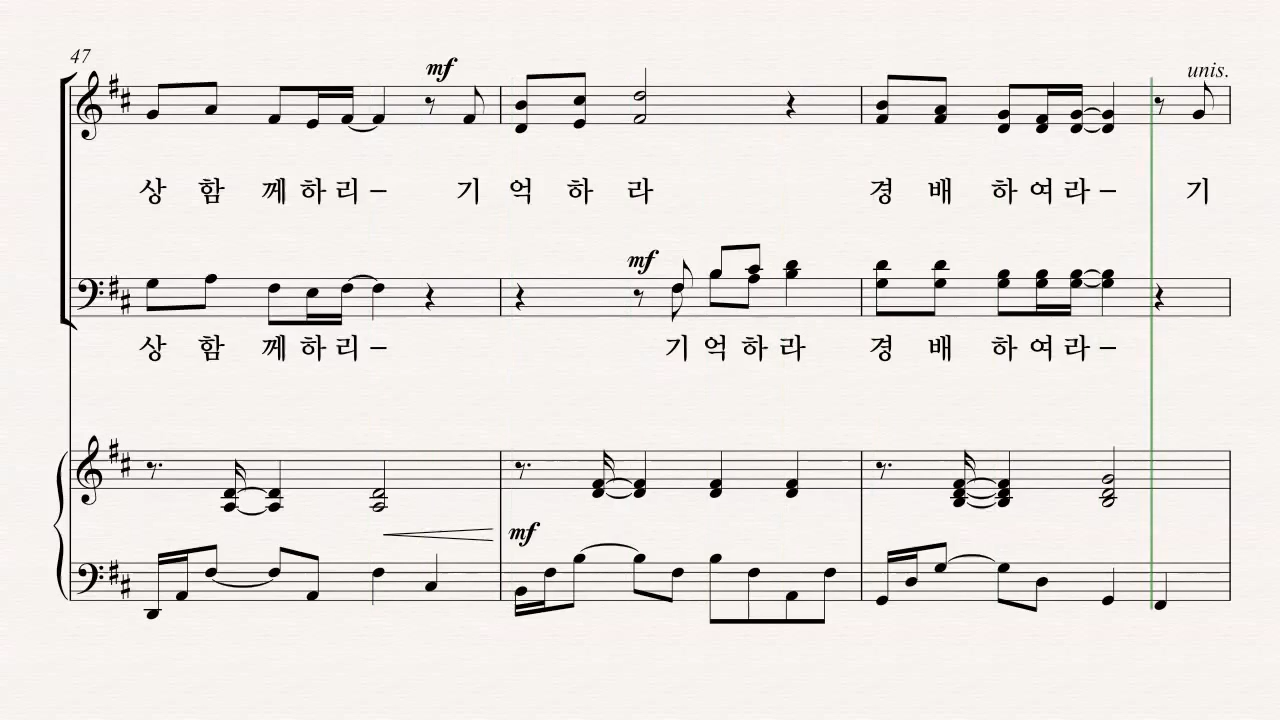 47
mf
unis.
상 함 께 하 리 – 기 억 하 라 경 배 하 여 라 – 기
mf
상 함 께 하 리 – 기 억 하 라 경 배 하 여 라 –
mf